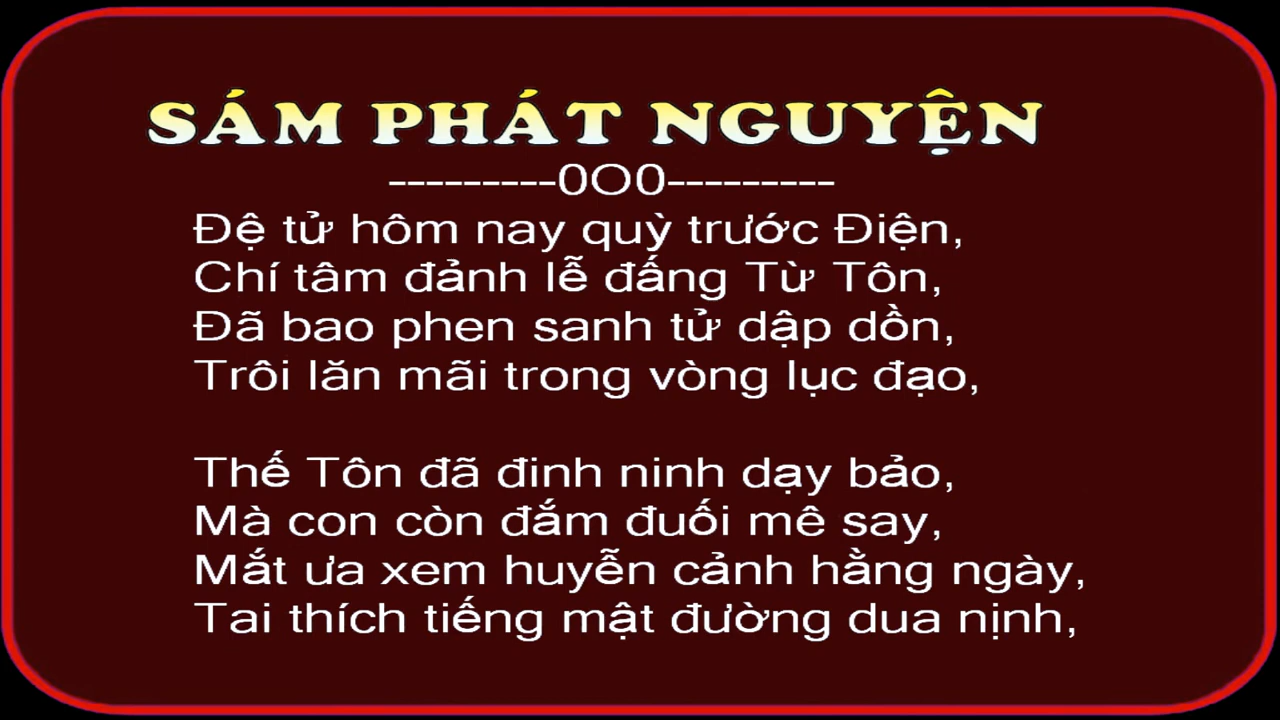 SÁM PHÁT NGUYỆN
---------0O0---------
Đệ tử hôm nay quỳ trước Điện,
Chí tâm đảnh lễ đấng Từ Tôn,
Đã bao phen sanh tử dập dồn,
Trôi lăn mãi trong vòng lục đạo,
Thế Tôn đã đinh ninh dạy bảo,
Mà con còn đắm đuối mê say,
Mắt ưa xem huyễn cảnh hằng ngày,
Tai thích tiếng mật đường dua nịnh,